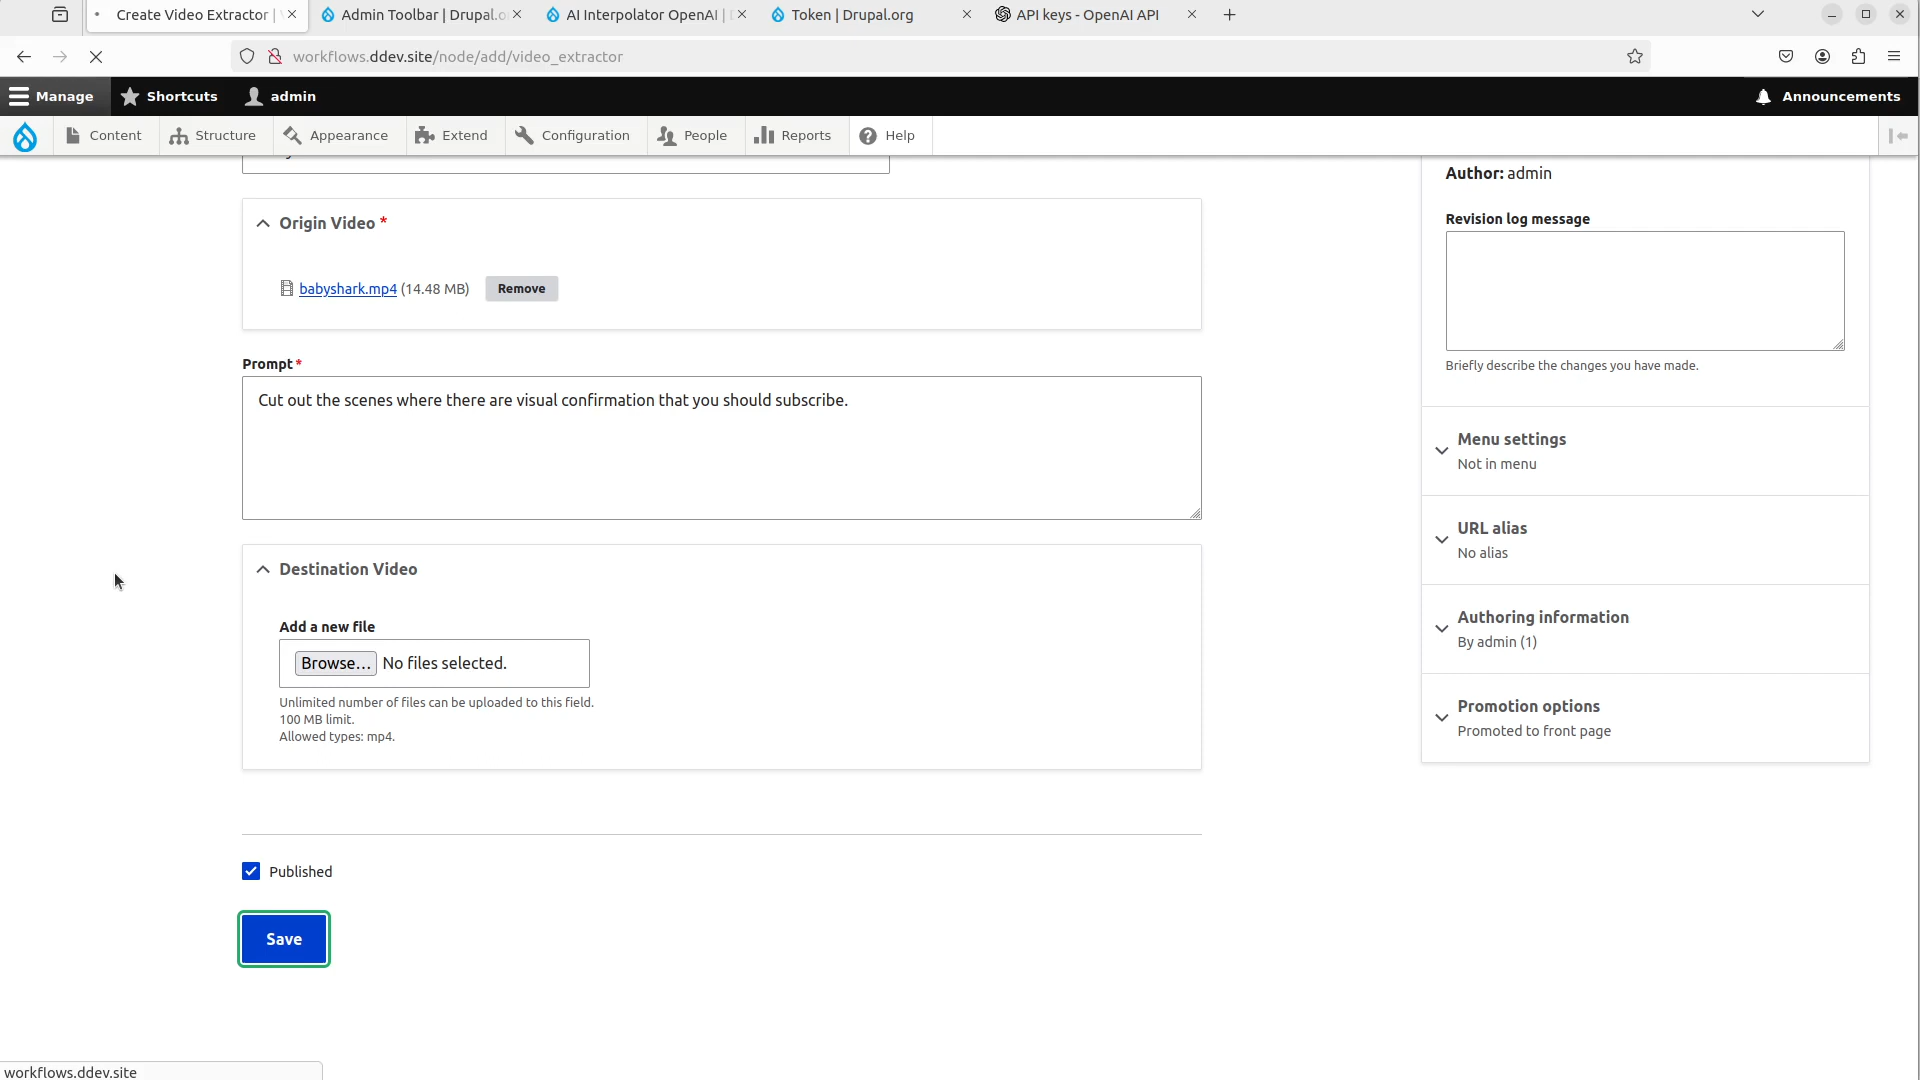 Create Video Extractor |
Admin Toolbar | Drupal.o
AI Interpolator OpenAI |
Token | Drupal.org
API keys - OpenAI API
workflows.ddev.site/node/add/video_extractor
Manage
Shortcuts
admin
Announcements
Content
Structure
Appearance
Extend
Configuration
People
Reports
Help
Origin Video *
babyshark.mp4 (14.48 MB)
Remove
Prompt *
Cut out the scenes where there are visual confirmation that you should subscribe.
Destination Video
Add a new file
Browse... No files selected.
Unlimited number of files can be uploaded to this field.
100 MB limit.
Allowed types: mp4.
Published
Save
Author: admin
Revision log message
Briefly describe the changes you have made.
Menu settings
Not in menu
URL alias
No alias
Authoring information
By admin (1)
Promotion options
Promoted to front page
workflows.ddev.site